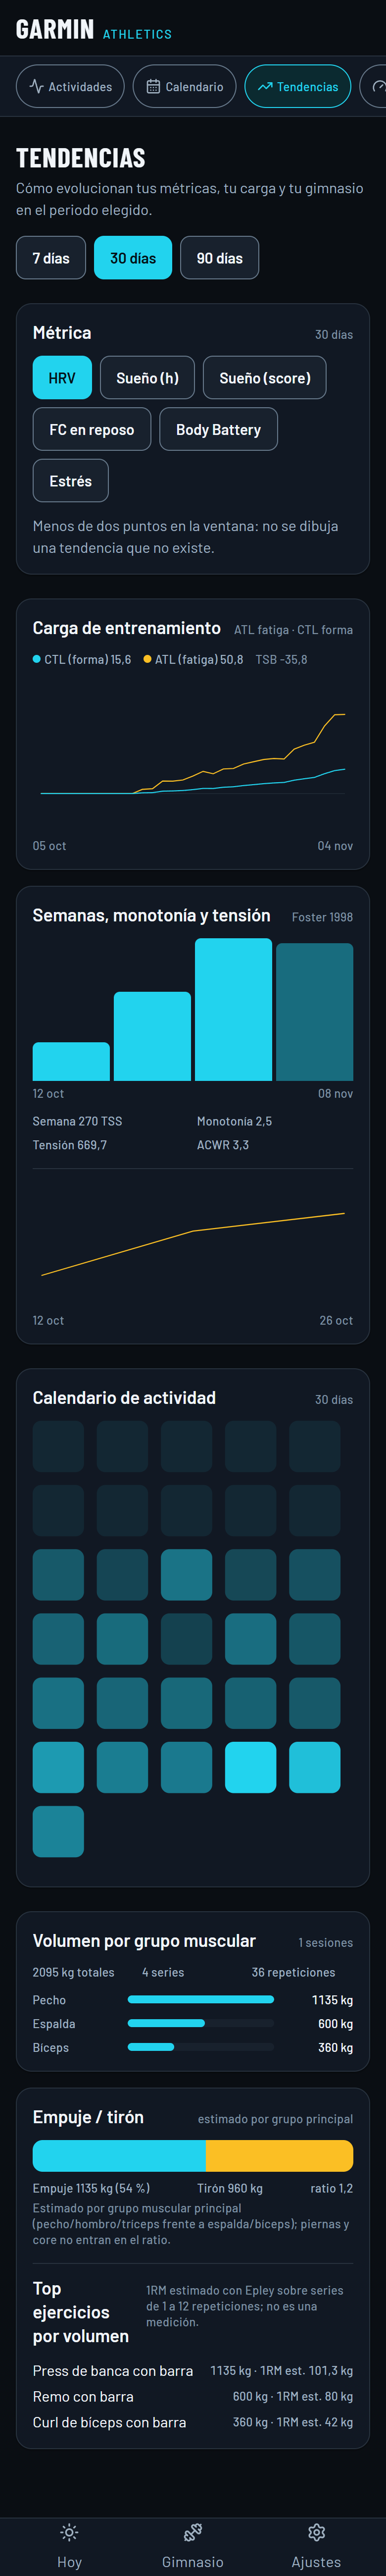 GARMIN ATHLETICS
Actividades
Calendario
Tendencias
TENDENCIAS
Cómo evolucionan tus métricas, tu carga y tu gimnasio
en el periodo elegido.
7 días
30 días
90 días
Métrica
30 días
HRV
Sueño (h)
Sueño (score)
FC en reposo
Body Battery
Estrés
Menos de dos puntos en la ventana: no se dibuja
una tendencia que no existe.
Carga de entrenamiento
ATL fatiga · CTL forma
CTL (forma) 15,6
ATL (fatiga) 50,8
TSB -35,8
05 oct
04 nov
Semanas, monotonía y tensión
Foster 1998
12 oct
08 nov
Semana 270 TSS
Monotonía 2,5
Tensión 669,7
ACWR 3,3
12 oct
26 oct
Calendario de actividad
30 días
Volumen por grupo muscular
1 sesiones
2095 kg totales
4 series
36 repeticiones
Pecho
1135 kg
Espalda
600 kg
Bíceps
360 kg
Empuje / tirón
estimado por grupo principal
Empuje 1135 kg (54 %)
Tirón 960 kg
ratio 1,2
Estimado por grupo muscular principal
(pecho/hombro/tríceps frente a espalda/bíceps); piernas y
core no entran en el ratio.
Top
ejercicios
por volumen
1RM estimado con Epley sobre series
de 1 a 12 repeticiones; no es una
medición.
Press de banca con barra
1135 kg · 1RM est. 101,3 kg
Remo con barra
600 kg · 1RM est. 80 kg
Curl de bíceps con barra
360 kg · 1RM est. 42 kg
Hoy
Gimnasio
Ajustes